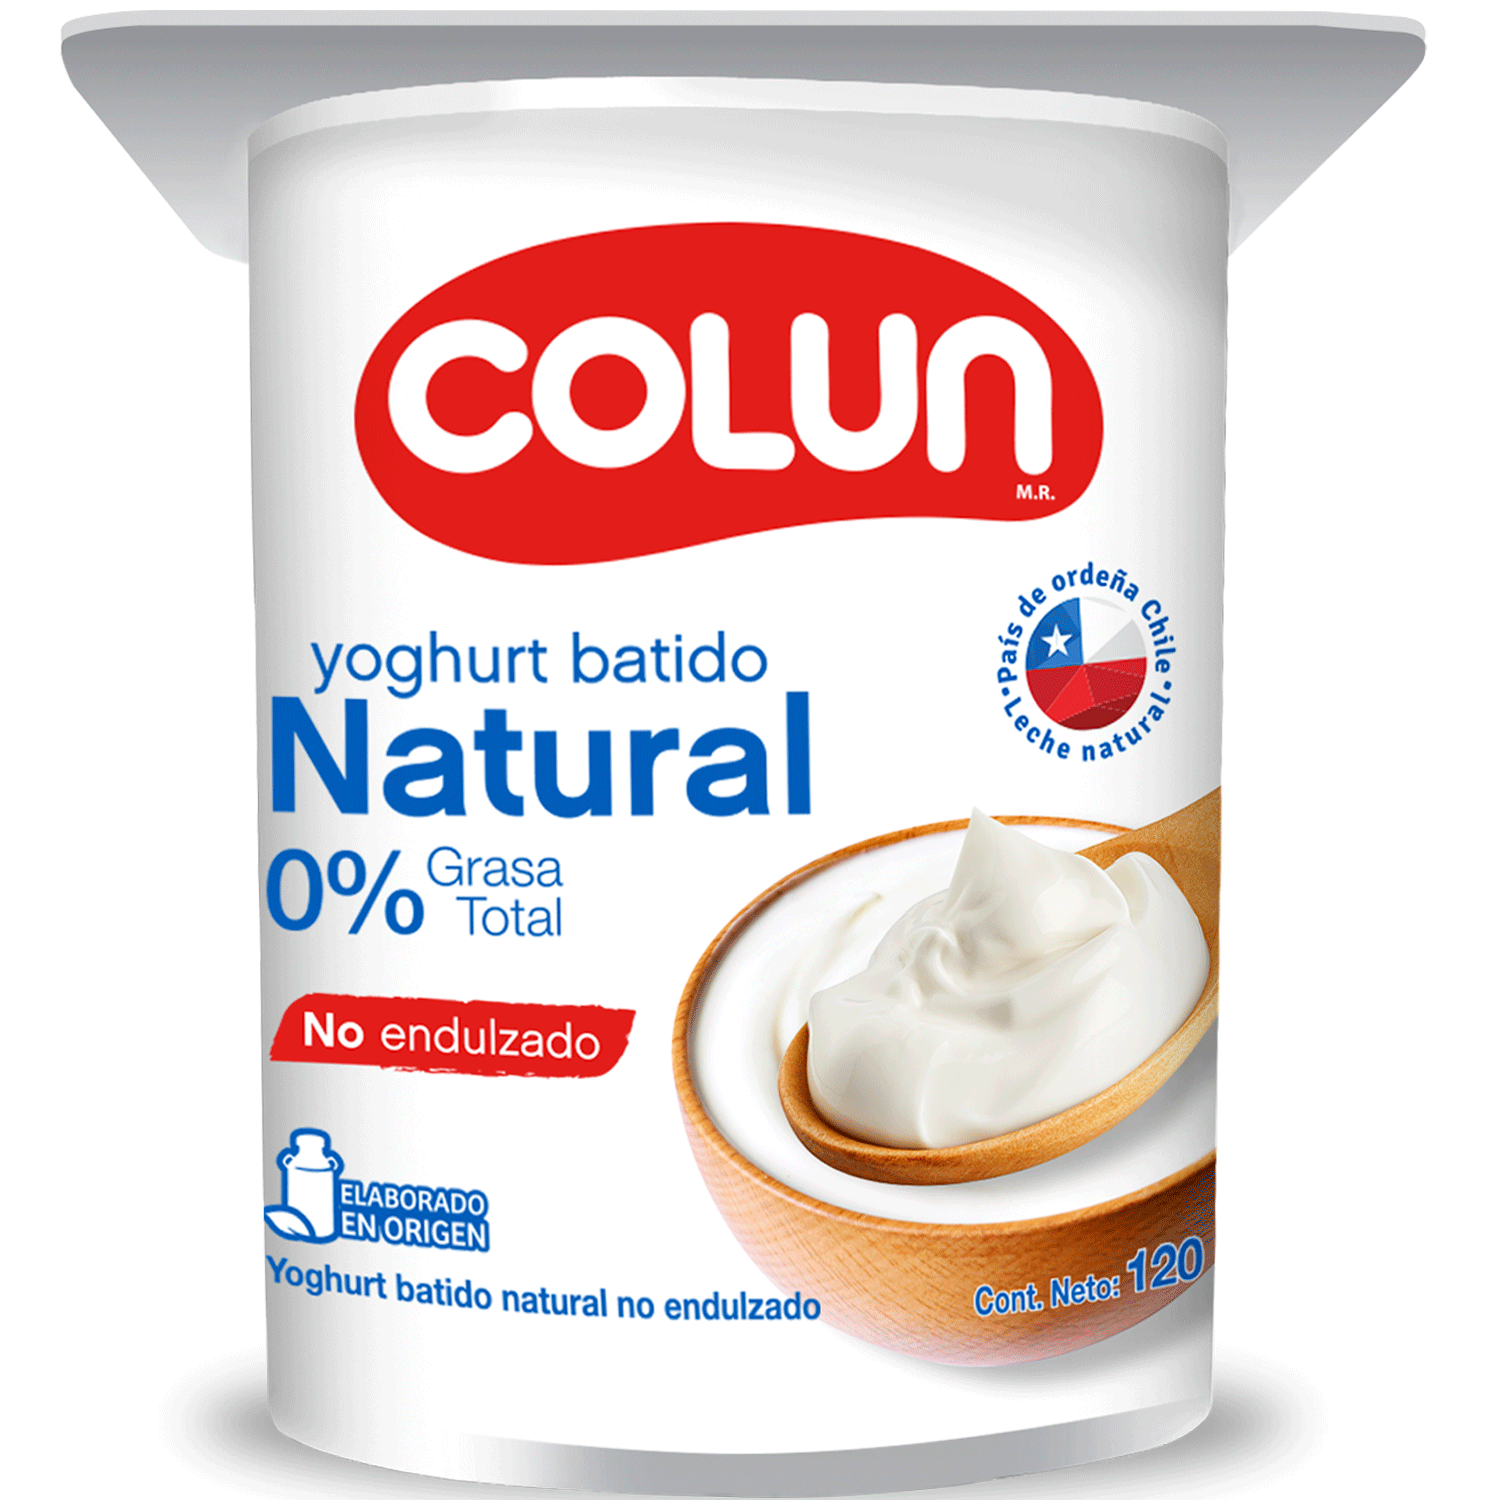 COLUN
M.R.
País de ordeña Chile
Leche natural
yoghurt batido
Natural
0% Grasa
Total
No endulzado
ELABORADO
EN ORIGEN
Yoghurt batido natural no endulzado
Cont. Neto: 120